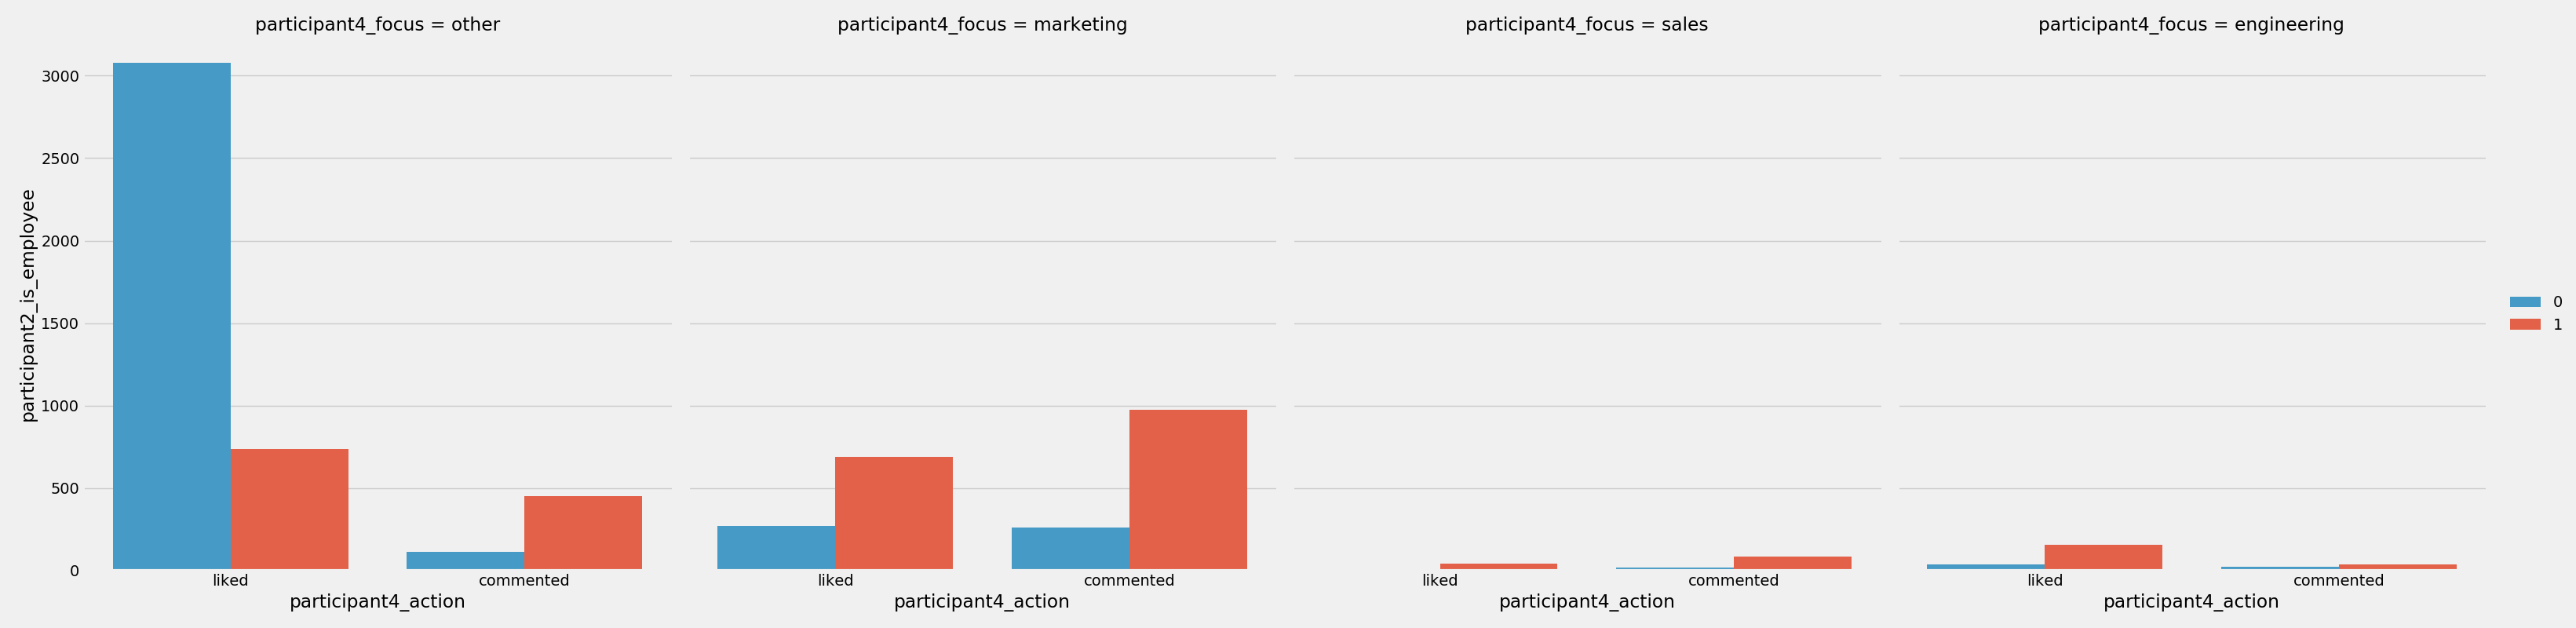 participant4_focus = other
participant4_focus = marketing
participant4_focus = sales
participant4_focus = engineering
participant2_is_employee
3000
2500
2000
1500
1000
500
0
liked commented
liked commented
liked commented
liked commented
participant4_action
participant4_action
participant4_action
participant4_action
0
1